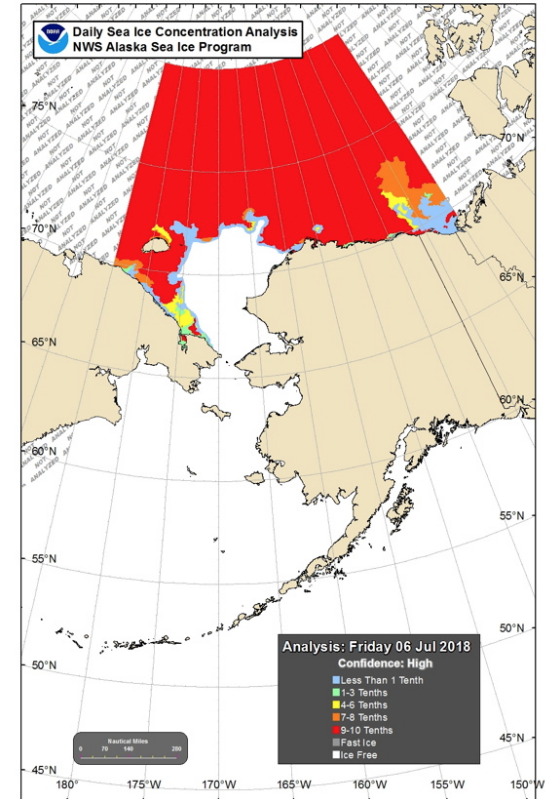 Daily Sea Ice Concentration Analysis
NWS Alaska Sea Ice Program
NOT ANALYZED
75°N
70°N
70°N
65°N
65°N
60°N
60°N
55°N
55°N
50°N
50°N
45°N
45°N
Analysis: Friday 06 Jul 2018
Confidence: High
Less Than 1 Tenth
1-3 Tenths
4-6 Tenths
7-8 Tenths
9-10 Tenths
Fast Ice
Ice Free
Nautical Miles
0 70 140 280
180° 175°W 170°W 165°W 160°W 155°W 150°W